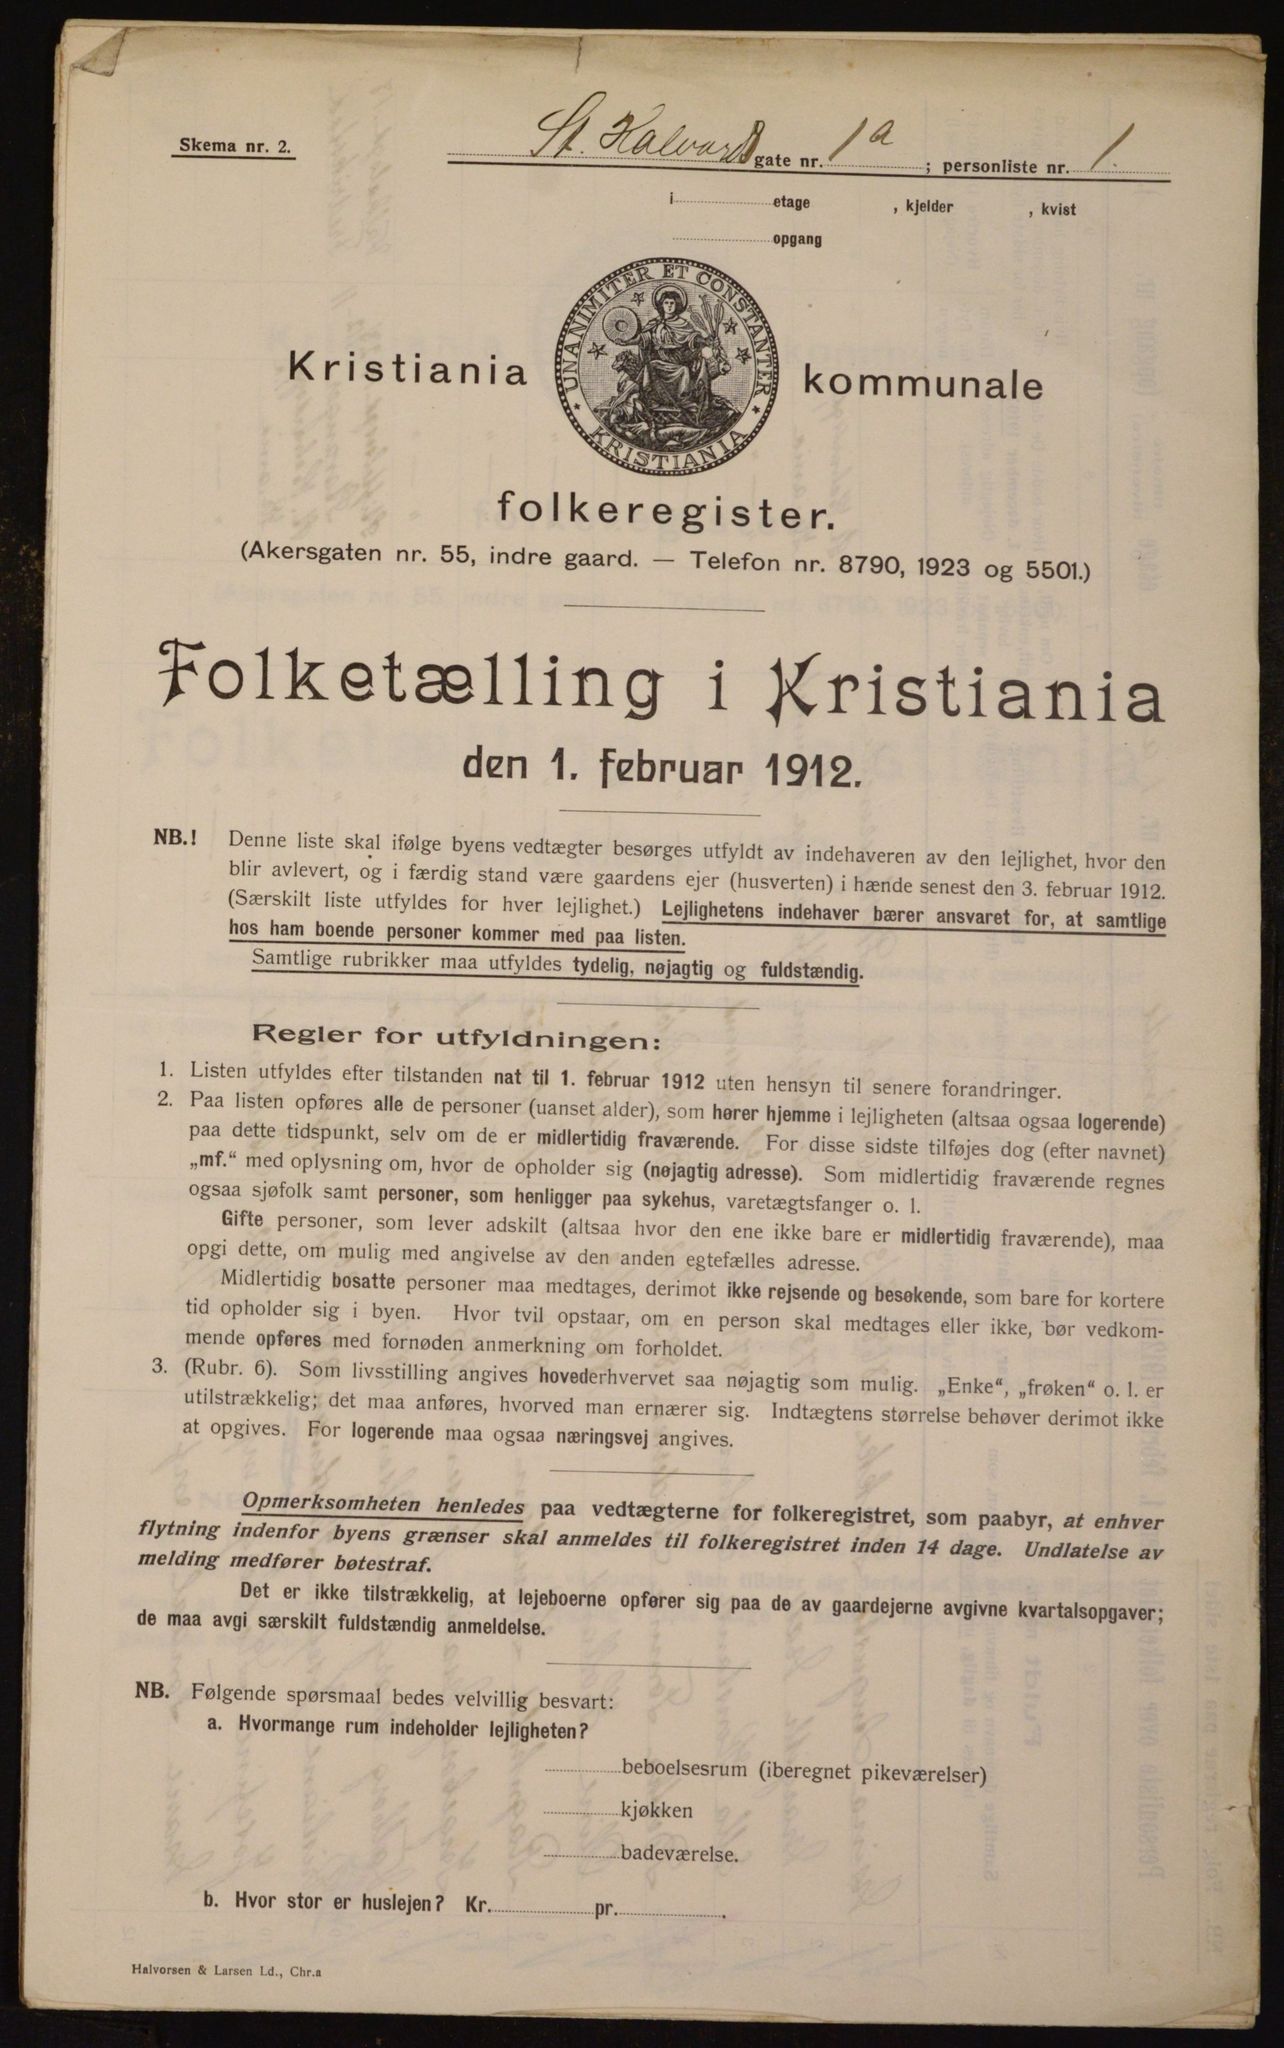 Skema nr. 2.
St. Halvards gate nr. 1a ; personliste nr. 1.
i etage , kjelder , kvist
opgang
UNANIMITER ET CONSTANTER
KRISTIANIA
Kristiania kommunale
folkeregister.
(Akersgaten nr. 55, indre gaard. — Telefon nr. 8790, 1923 og 5501.)
Folketælling i Kristiania
den 1. februar 1912.
NB.! Denne liste skal ifølge byens vedtægter besørges utfyldt av indehaveren av den lejlighet, hvor den
blir avlevert, og i færdig stand være gaardens ejer (husverten) i hænde senest den 3. februar 1912.
(Særskilt liste utfyldes for hver lejlighet.) Lejlighetens indehaver bærer ansvaret for, at samtlige
hos ham boende personer kommer med paa listen.
Samtlige rubrikker maa utfyldes tydelig, nøjagtig og fuldstændig.
Regler for utfyldningen:
1. Listen utfyldes efter tilstanden nat til 1. februar 1912 uten hensyn til senere forandringer.
2. Paa listen opføres alle de personer (uanset alder), som hører hjemme i lejligheten (altsaa ogsaa logerende)
paa dette tidspunkt, selv om de er midlertidig fraværende. For disse sidste tilføjes dog (efter navnet)
„mf.“ med oplysning om, hvor de opholder sig (nøjagtig adresse). Som midlertidig fraværende regnes
ogsaa sjøfolk samt personer, som henligger paa sykehus, varetægtsfanger o. l.
Gifte personer, som lever adskilt (altsaa hvor den ene ikke bare er midlertidig fraværende), maa
opgi dette, om mulig med angivelse av den anden egtefælles adresse.
Midlertidig bosatte personer maa medtages, derimot ikke rejsende og besøkende, som bare for kortere
tid opholder sig i byen. Hvor tvil opstaar, om en person skal medtages eller ikke, bør vedkom-
mende opføres med fornøden anmerkning om forholdet.
3. (Rubr. 6). Som livsstilling angives hovederhvervet saa nøjagtig som mulig. „Enke“, „frøken“ o. l. er
utilstrækkelig; det maa anføres, hvorved man ernærer sig. Indtægtens størrelse behøver derimot ikke
at opgives. For logerende maa ogsaa næringsvej angives.
Opmerksomheten henledes paa vedtægterne for folkeregistret, som paabyr, at enhver
flytning indenfor byens grænser skal anmeldes til folkeregistret inden 14 dage. Undlatelse av
melding medfører bøtestraf.
Det er ikke tilstrækkelig, at lejeboerne opfører sig paa de av gaardejerne avgivne kvartalsopgaver;
de maa avgi særskilt fuldstændig anmeldelse.
NB. Følgende spørsmaal bedes velvillig besvart:
a. Hvormange rum indeholder lejligheten?
beboelsesrum (iberegnet pikeværelser)
kjøkken
badeværelse.
b. Hvor stor er huslejen? Kr. pr. .
Halvorsen & Larsen Ld., Chr.a